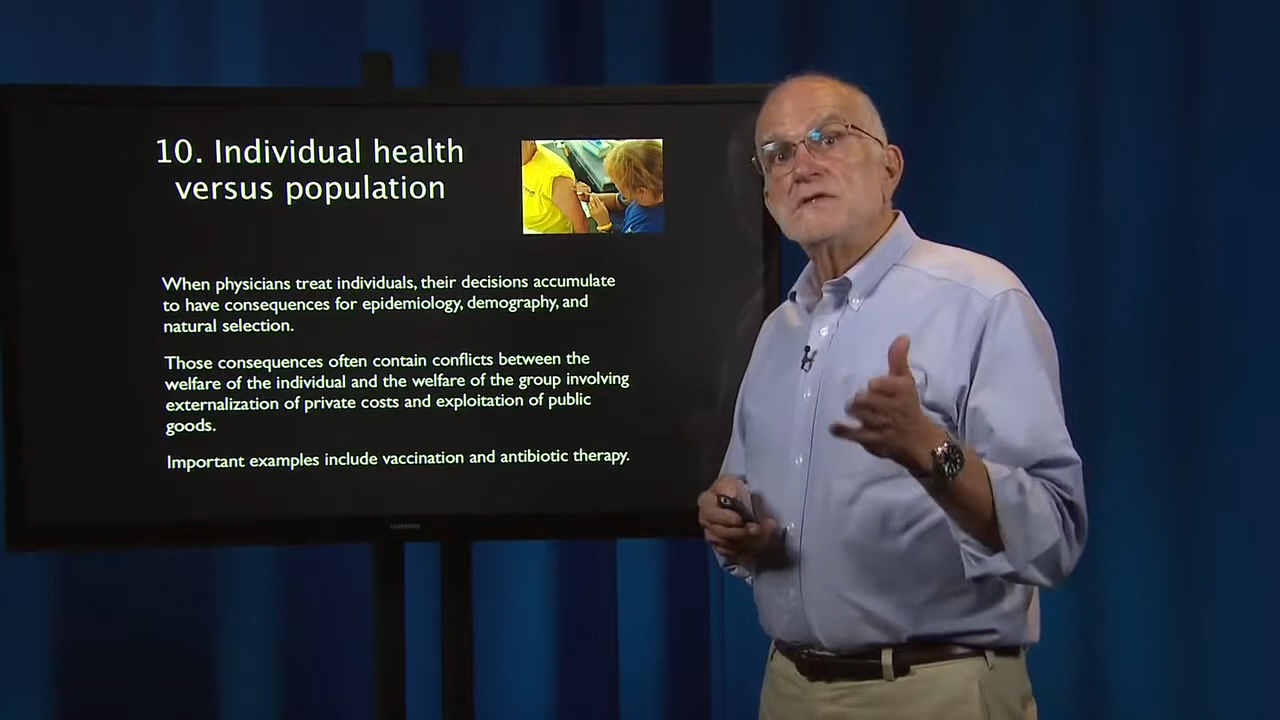 10. Individual health
versus population
When physicians treat individuals, their decisions accumulate
to have consequences for epidemiology, demography, and
natural selection.
Those consequences often contain conflicts between the
welfare of the individual and the welfare of the group involving
externalization of private costs and exploitation of public
goods.
Important examples include vaccination and antibiotic therapy.
SAMSUNG